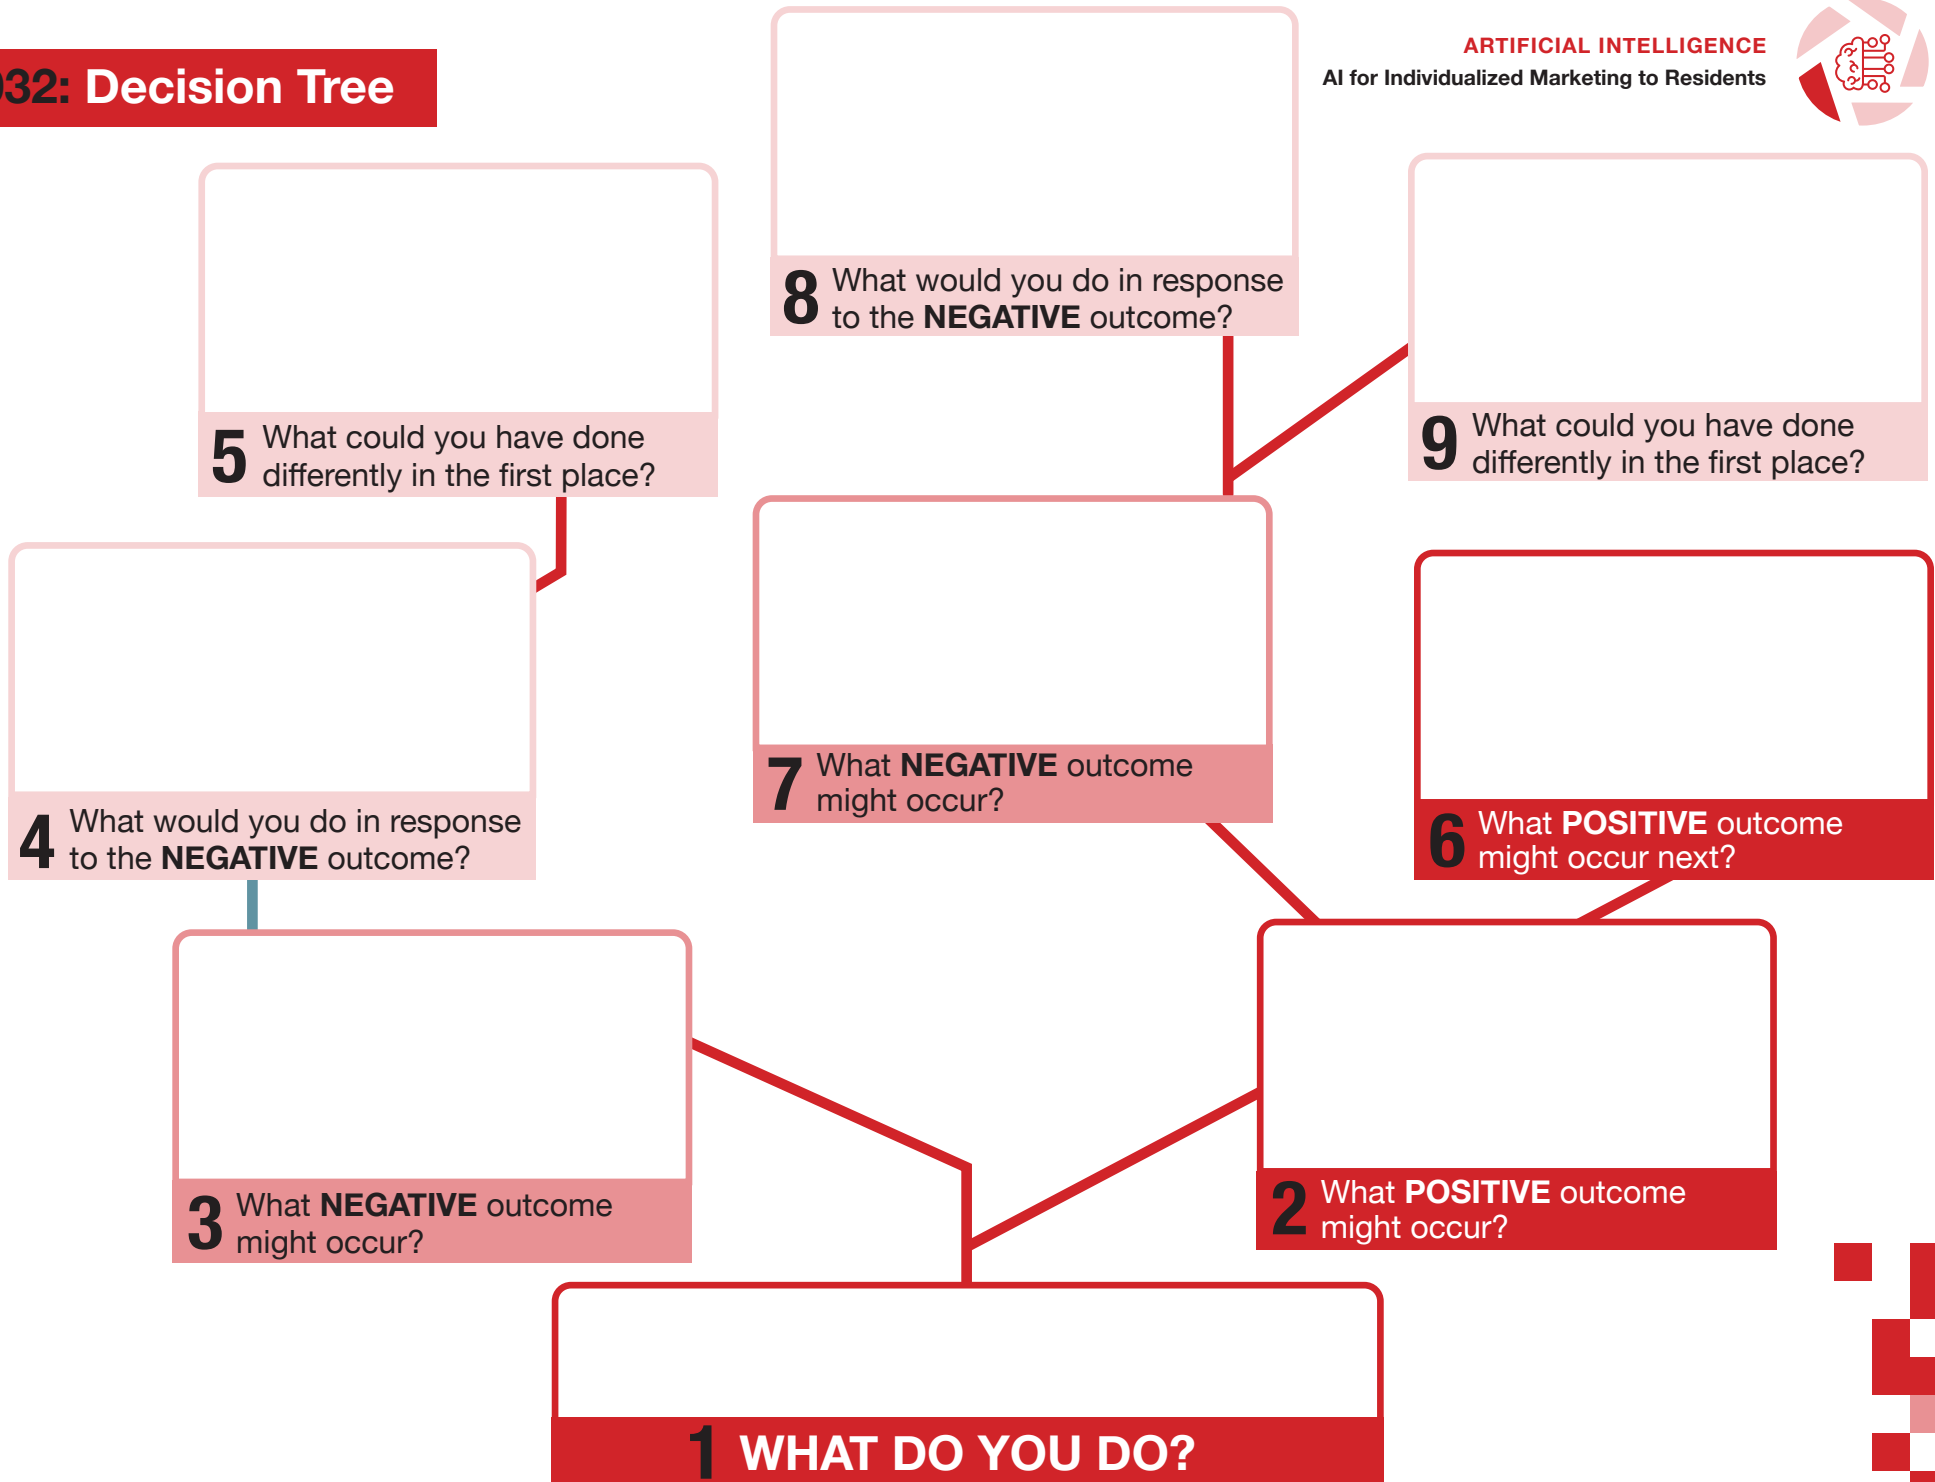 32: Decision Tree
ARTIFICIAL INTELLIGENCE
AI for Individualized Marketing to Residents
8 What would you do in response
to the NEGATIVE outcome?
5 What could you have done
differently in the first place?
9 What could you have done
differently in the first place?
7 What NEGATIVE outcome
might occur?
4 What would you do in response
to the NEGATIVE outcome?
6 What POSITIVE outcome
might occur next?
3 What NEGATIVE outcome
might occur?
2 What POSITIVE outcome
might occur?
1 WHAT DO YOU DO?